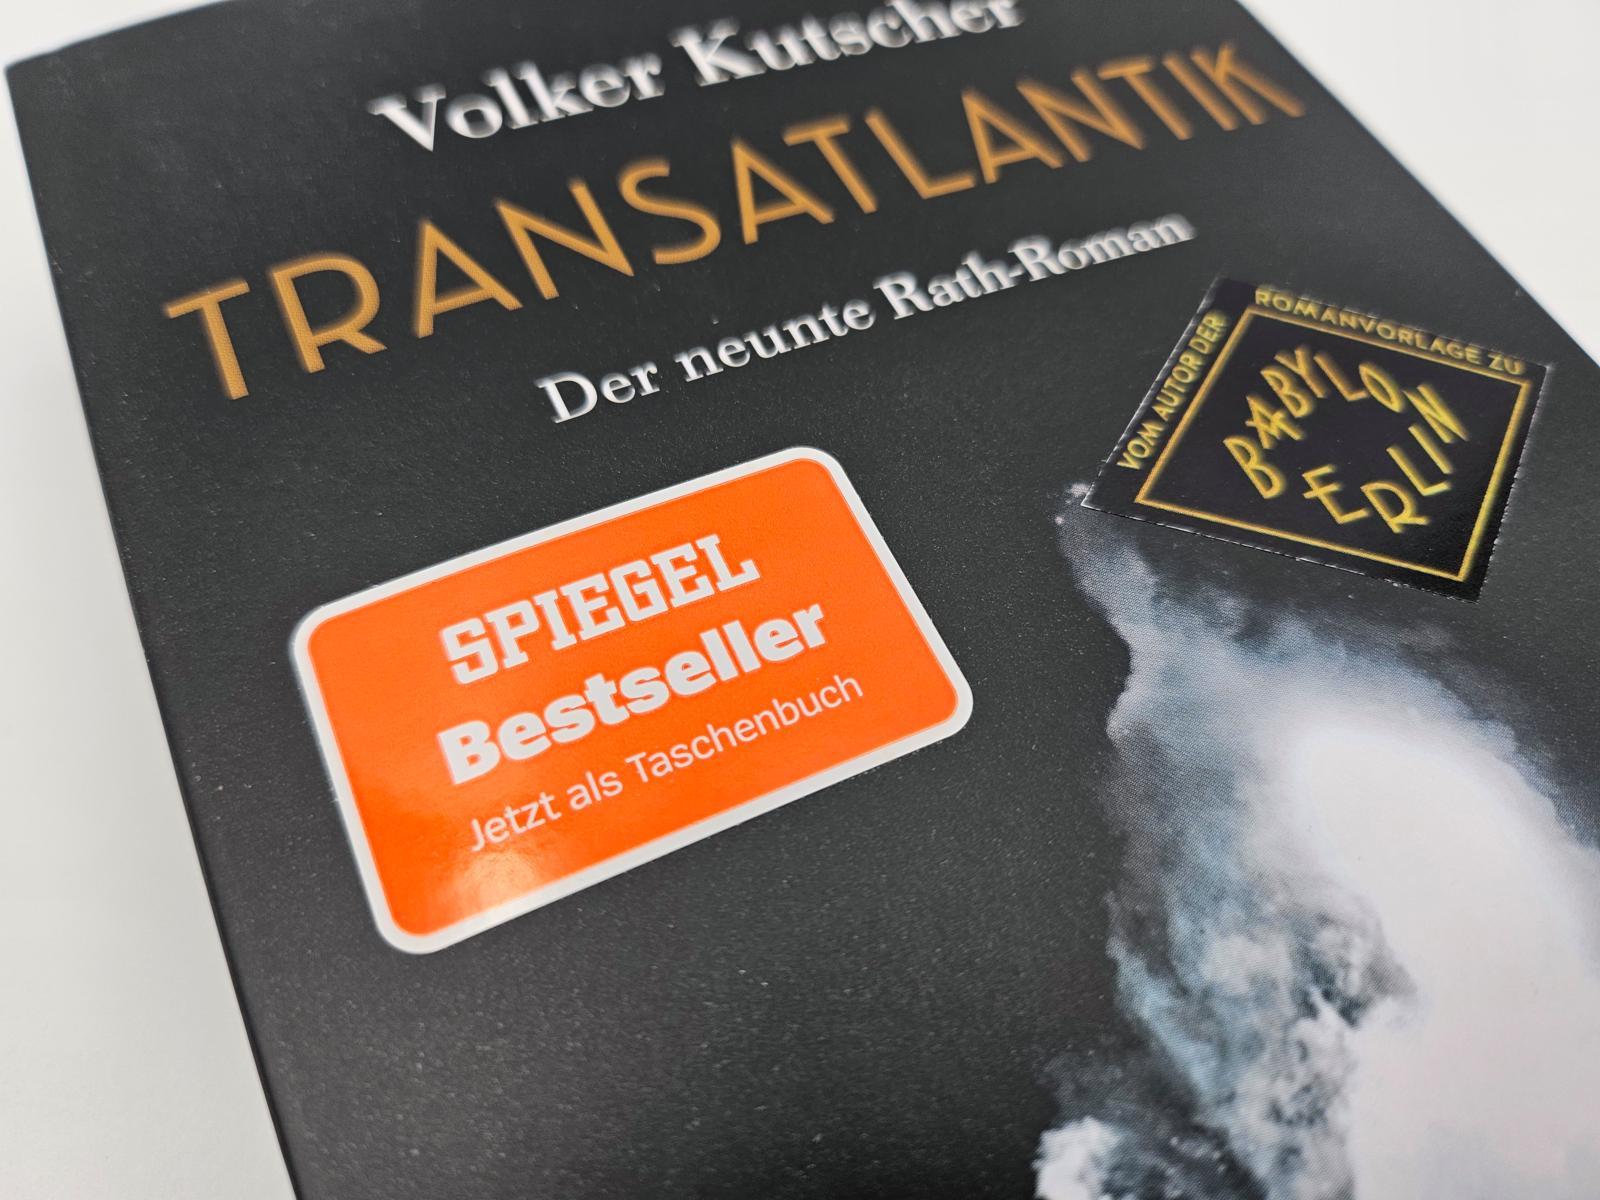 Volker Kutscher
TRANSATLANTIK
Der neunte Rath-Roman
VOM AUTOR DER
ROMANVORLAGE ZU
BABYLON
BERLIN
SPIEGEL
Bestseller
Jetzt als Taschenbuch